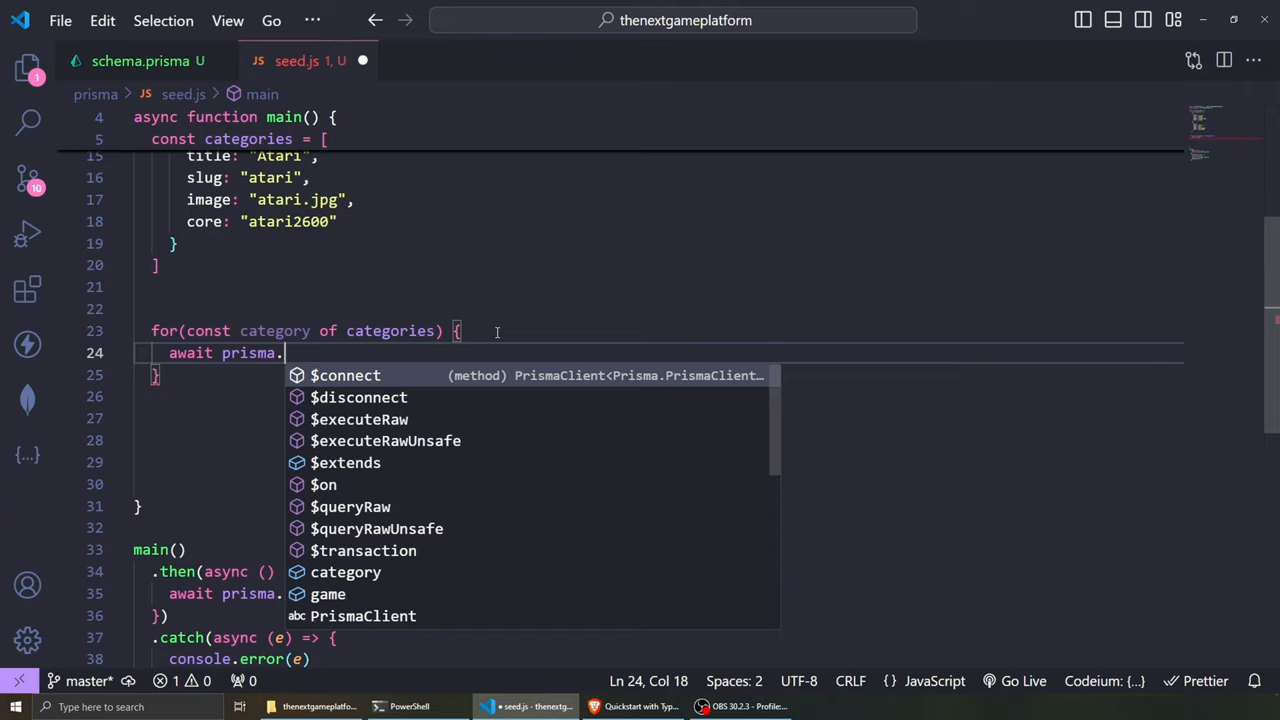 File Edit Selection View Go ··· thenextgameplatform
schema.prisma U JS seed.js 1, U
prisma > JS seed.js > main
4 async function main() {
5 const categories = [
15 title: "Atari",
16 slug: "atari",
17 image: "atari.jpg",
18 core: "atari2600"
19 }
20 ]
21
22
23 for(const category of categories) {
24 await prisma.
25 }
$connect (method) PrismaClient<Prisma.PrismaClient…
26 $disconnect
27 $executeRaw
28 $executeRawUnsafe
29 $extends
30 $on
31 } $queryRaw
32 $queryRawUnsafe
33 main() $transaction
34 .then(async () category
35 await prisma. game
36 }) abc PrismaClient
37 .catch(async (e) => {
38 console.error(e)
1
10
master* 1 0 0 Ln 24, Col 18 Spaces: 2 UTF-8 CRLF { } JavaScript Go Live Codeium: {...} Prettier
Type here to search thenextgameplatfo... PowerShell seed.js - thenextg... Quickstart with Typ... OBS 30.2.3 - Profile:...